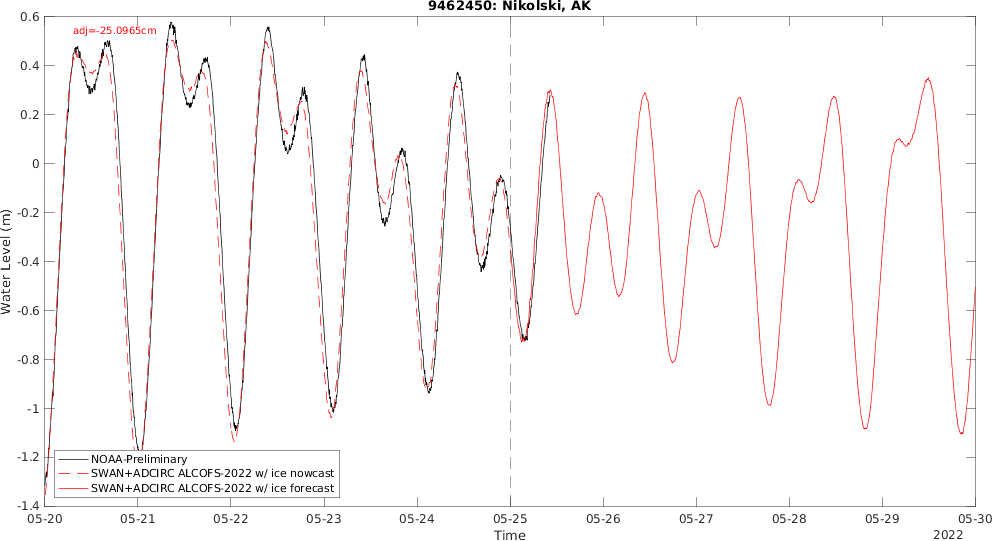 9462450: Nikolski, AK
adj=-25.0965cm
Water Level (m)
0.6
0.4
0.2
0
-0.2
-0.4
-0.6
-0.8
-1
-1.2
-1.4
NOAA-Preliminary
SWAN+ADCIRC ALCOFS-2022 w/ ice nowcast
SWAN+ADCIRC ALCOFS-2022 w/ ice forecast
05-20 05-21 05-22 05-23 05-24 05-25 05-26 05-27 05-28 05-29 05-30
Time
2022